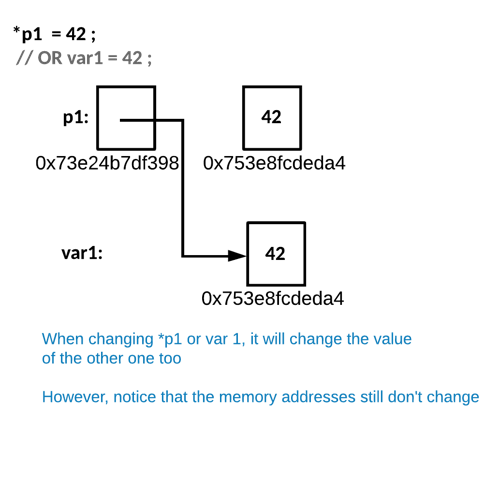 *p1  = 42 ;
// OR var1 = 42 ;
p1:
42
0x73e24b7df398
0x753e8fcdeda4
var1:
42
0x753e8fcdeda4
When changing *p1 or var 1, it will change the value
of the other one too
However, notice that the memory addresses still don't change